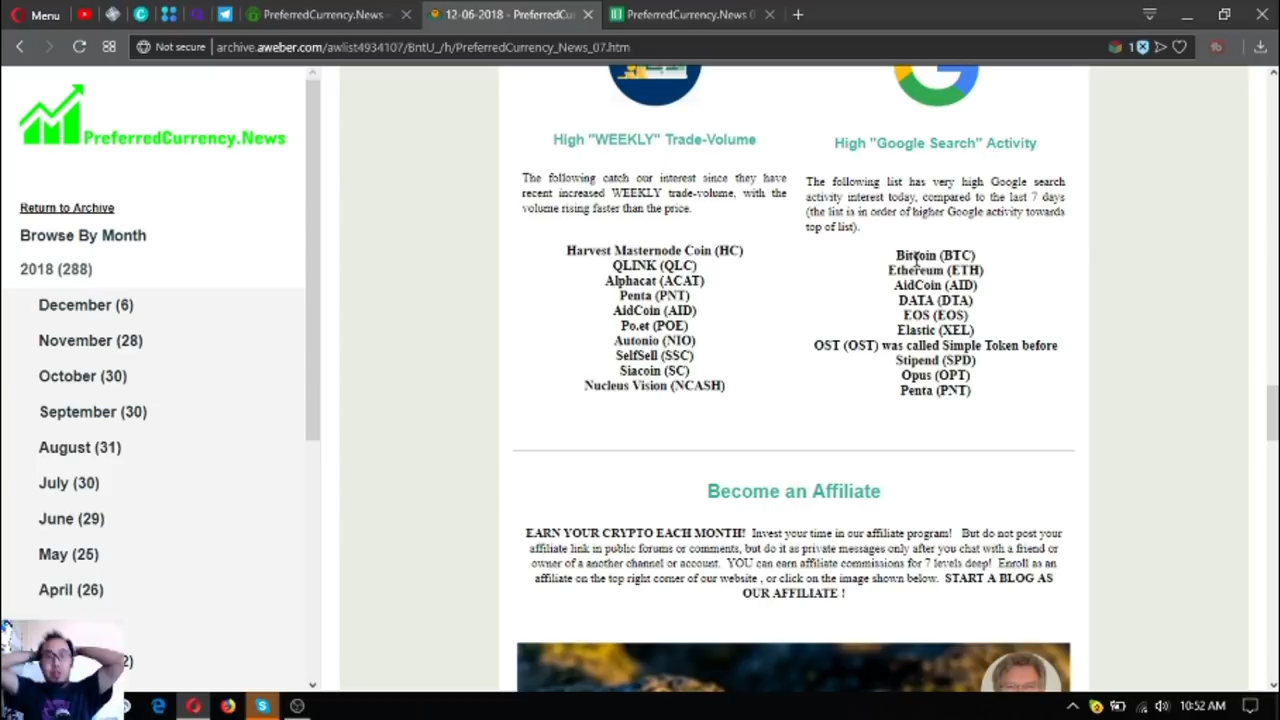 Menu
PreferredCurrency.News -
12-06-2018 - PreferredCu
PreferredCurrency.News 0
Not secure
archive.aweber.com/awlist4934107/8ntU_/h/PreferredCurrency_News_07.htm
1
PreferredCurrency.News
Return to Archive
Browse By Month
2018 (288)
December (6)
November (28)
October (30)
September (30)
August (31)
July (30)
June (29)
May (25)
April (26)
2)
High "WEEKLY" Trade-Volume
The following catch our interest since they have
recent increased WEEKLY trade-volume, with the
volume rising faster than the price.
Harvest Masternode Coin (HC)
QLINK (QLC)
Alphacat (ACAT)
Penta (PNT)
AidCoin (AID)
Po.et (POE)
Autonio (NIO)
SelfSell (SSC)
Siacoin (SC)
Nucleus Vision (NCASH)
High "Google Search" Activity
The following list has very high Google search
activity interest today, compared to the last 7 days
(the list is in order of higher Google activity towards
top of list).
Bitcoin (BTC)
Ethereum (ETH)
AidCoin (AID)
DATA (DTA)
EOS (EOS)
Elastic (XEL)
OST (OST) was called Simple Token before
Stipend (SPD)
Opus (OPT)
Penta (PNT)
Become an Affiliate
EARN YOUR CRYPTO EACH MONTH! Invest your time in our affiliate program! But do not post your
affiliate link in public forums or comments, but do it as private messages only after you chat with a friend or
owner of a another channel or account. YOU can earn affiliate commissions for 7 levels deep! Enroll as an
affiliate on the top right corner of our website , or click on the image shown below. START A BLOG AS
OUR AFFILIATE !
10:52 AM